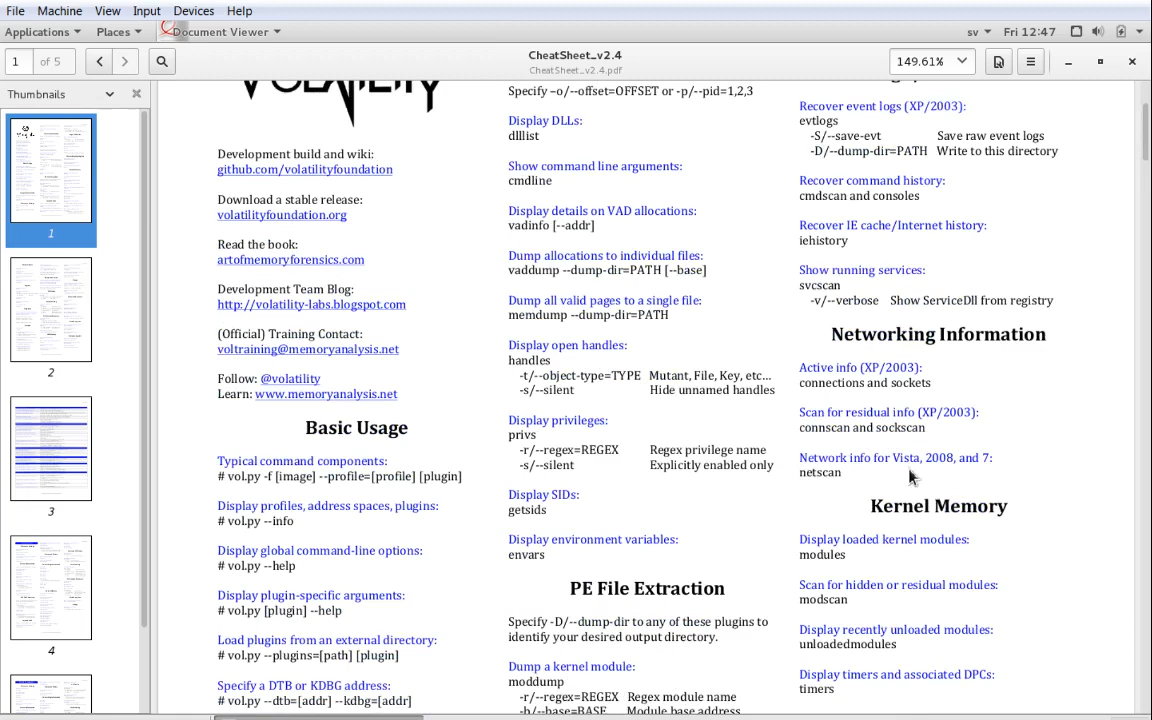 File Machine View Input Devices Help
Applications Places Document Viewer sv Fri 12:47
1 of 5 CheatSheet_v2.4 149.61%
CheatSheet_v2.4.pdf
Thumbnails
1
2
3
4
VOLATILITY
Development build and wiki:
github.com/volatilityfoundation
Download a stable release:
volatilityfoundation.org
Read the book:
artofmemoryforensics.com
Development Team Blog:
http://volatility-labs.blogspot.com
(Official) Training Contact:
voltraining@memoryanalysis.net
Follow: @volatility
Learn: www.memoryanalysis.net
Basic Usage
Typical command components:
# vol.py -f [image] --profile=[profile] [plugin]
Display profiles, address spaces, plugins:
# vol.py --info
Display global command-line options:
# vol.py --help
Display plugin-specific arguments:
# vol.py [plugin] --help
Load plugins from an external directory:
# vol.py --plugins=[path] [plugin]
Specify a DTB or KDBG address:
# vol.py --dtb=[addr] --kdbg=[addr]
Specify –o/--offset=OFFSET or -p/--pid=1,2,3
Display DLLs:
dlllist
Show command line arguments:
cmdline
Display details on VAD allocations:
vadinfo [--addr]
Dump allocations to individual files:
vaddump --dump-dir=PATH [--base]
Dump all valid pages to a single file:
memdump --dump-dir=PATH
Display open handles:
handles
-t/--object-type=TYPE Mutant, File, Key, etc...
-s/--silent Hide unnamed handles
Display privileges:
privs
-r/--regex=REGEX Regex privilege name
-s/--silent Explicitly enabled only
Display SIDs:
getsids
Display environment variables:
envars
PE File Extraction
Specify -D/--dump-dir to any of these plugins to
identify your desired output directory.
Dump a kernel module:
moddump
-r/--regex=REGEX Regex module name
-b/--base=BASE Module base address
Recover event logs (XP/2003):
evtlogs
-S/--save-evt Save raw event logs
-D/--dump-dir=PATH Write to this directory
Recover command history:
cmdscan and consoles
Recover IE cache/Internet history:
iehistory
Show running services:
svcscan
-v/--verbose Show ServiceDll from registry
Networking Information
Active info (XP/2003):
connections and sockets
Scan for residual info (XP/2003):
connscan and sockscan
Network info for Vista, 2008, and 7:
netscan
Kernel Memory
Display loaded kernel modules:
modules
Scan for hidden or residual modules:
modscan
Display recently unloaded modules:
unloadedmodules
Display timers and associated DPCs:
timers